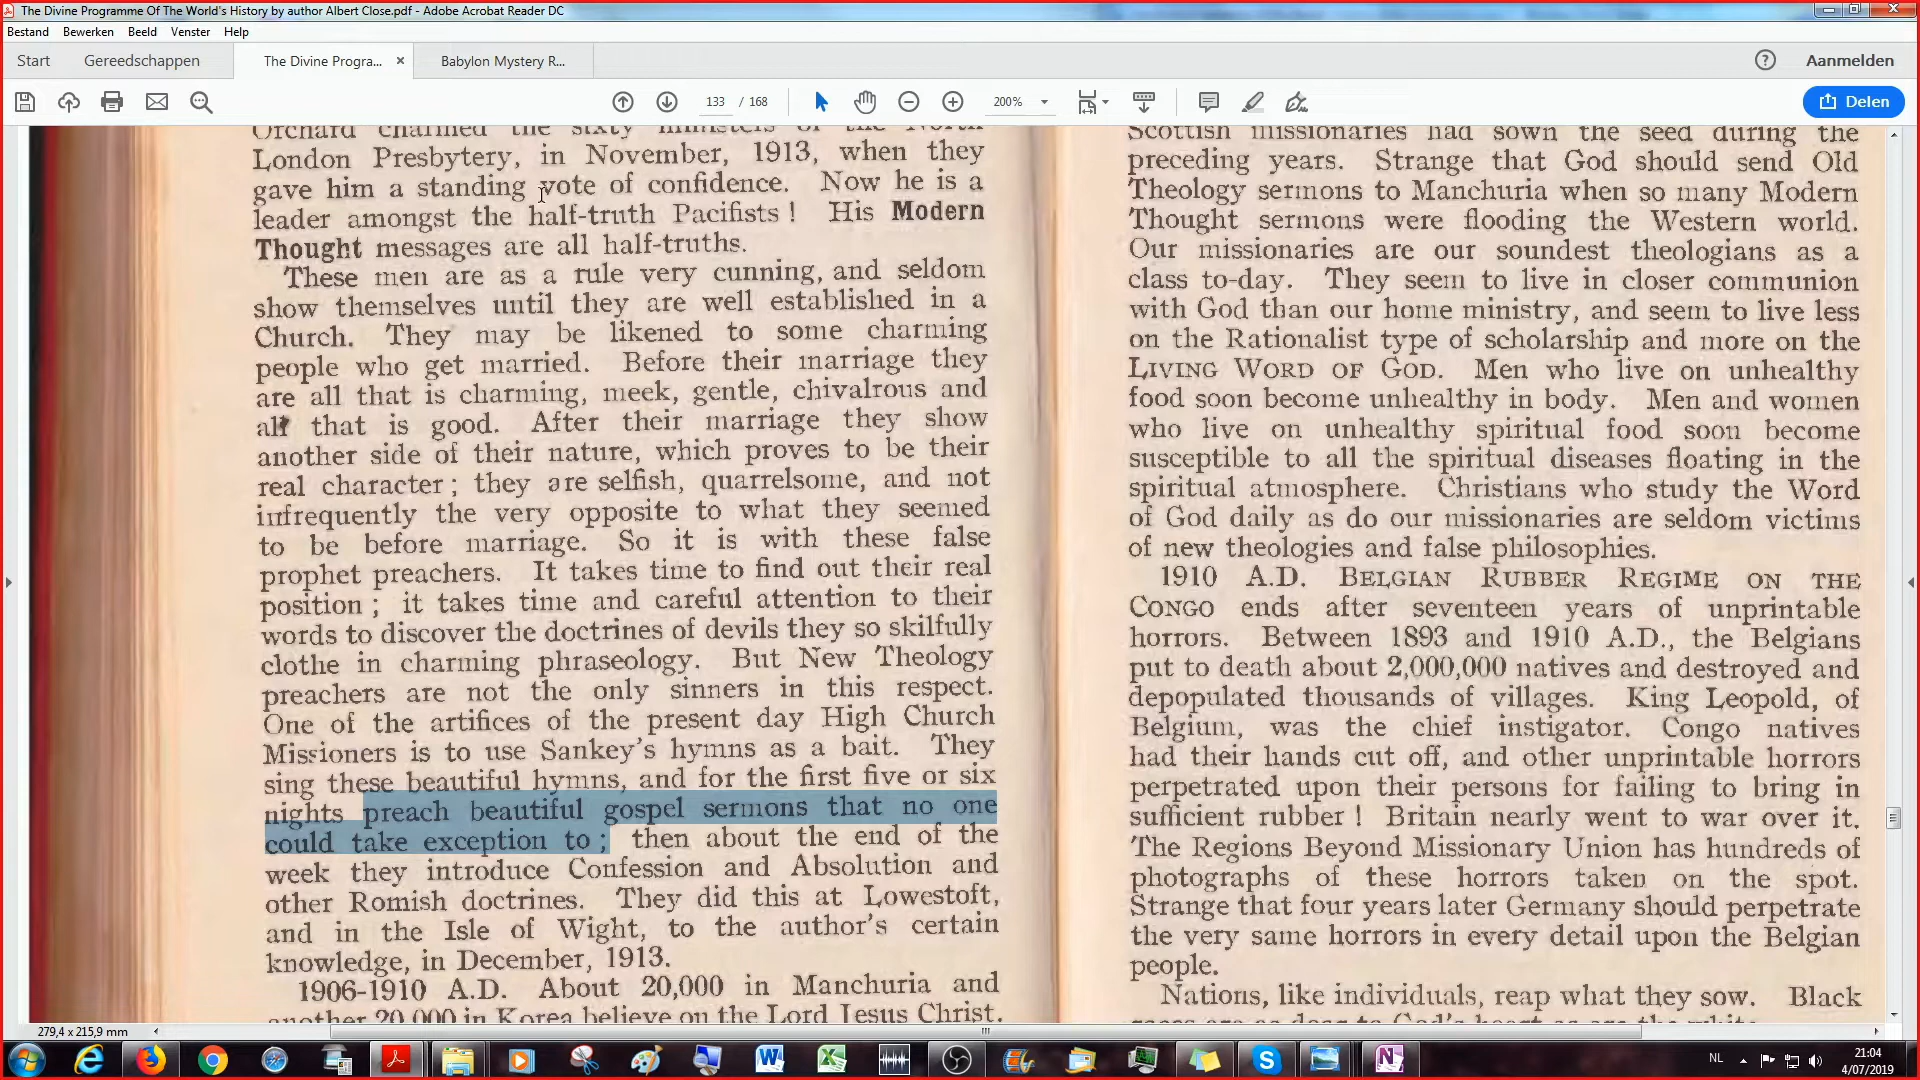 The Divine Programme Of The World's History by author Albert Close.pdf - Adobe Acrobat Reader DC
Bestand Bewerken Beeld Venster Help
Start Gereedschappen The Divine Progra... × Babylon Mystery R... Aanmelden
133 / 168 200% Delen
Orchard charmed the sixty ministers of the North
London Presbytery, in November, 1913, when they
gave him a standing vote of confidence. Now he is a
leader amongst the half-truth Pacifists ! His Modern
Thought messages are all half-truths.
These men are as a rule very cunning, and seldom
show themselves until they are well established in a
Church. They may be likened to some charming
people who get married. Before their marriage they
are all that is charming, meek, gentle, chivalrous and
all that is good. After their marriage they show
another side of their nature, which proves to be their
real character ; they are selfish, quarrelsome, and not
infrequently the very opposite to what they seemed
to be before marriage. So it is with these false
prophet preachers. It takes time to find out their real
position ; it takes time and careful attention to their
words to discover the doctrines of devils they so skilfully
clothe in charming phraseology. But New Theology
preachers are not the only sinners in this respect.
One of the artifices of the present day High Church
Missioners is to use Sankey's hymns as a bait. They
sing these beautiful hymns, and for the first five or six
nights preach beautiful gospel sermons that no one
could take exception to ; then about the end of the
week they introduce Confession and Absolution and
other Romish doctrines. They did this at Lowestoft,
and in the Isle of Wight, to the author's certain
knowledge, in December, 1913.
1906-1910 A.D. About 20,000 in Manchuria and
another 20,000 in Korea believe on the Lord Jesus Christ.
Scottish missionaries had sown the seed during the
preceding years. Strange that God should send Old
Theology sermons to Manchuria when so many Modern
Thought sermons were flooding the Western world.
Our missionaries are our soundest theologians as a
class to-day. They seem to live in closer communion
with God than our home ministry, and seem to live less
on the Rationalist type of scholarship and more on the
LIVING WORD OF GOD. Men who live on unhealthy
food soon become unhealthy in body. Men and women
who live on unhealthy spiritual food soon become
susceptible to all the spiritual diseases floating in the
spiritual atmosphere. Christians who study the Word
of God daily as do our missionaries are seldom victims
of new theologies and false philosophies.
1910 A.D. BELGIAN RUBBER REGIME ON THE
CONGO ends after seventeen years of unprintable
horrors. Between 1893 and 1910 A.D., the Belgians
put to death about 2,000,000 natives and destroyed and
depopulated thousands of villages. King Leopold, of
Belgium, was the chief instigator. Congo natives
had their hands cut off, and other unprintable horrors
perpetrated upon their persons for failing to bring in
sufficient rubber ! Britain nearly went to war over it.
The Regions Beyond Missionary Union has hundreds of
photographs of these horrors taken on the spot.
Strange that four years later Germany should perpetrate
the very same horrors in every detail upon the Belgian
people.
Nations, like individuals, reap what they sow. Black
279,4 x 215,9 mm
NL
21:04
4/07/2019